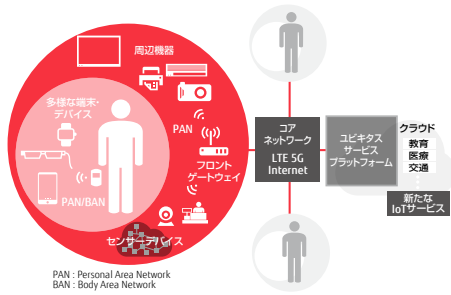 周辺機器
多様な端末・
デバイス
PAN
フロント
ゲートウェイ
PAN/BAN
センサーデバイス
コア
ネットワーク
LTE 5G
Internet
ユビキタス
サービス
プラットフォーム
クラウド
教育
医療
交通
新たな
IoTサービス
PAN : Personal Area Network
BAN : Body Area Network